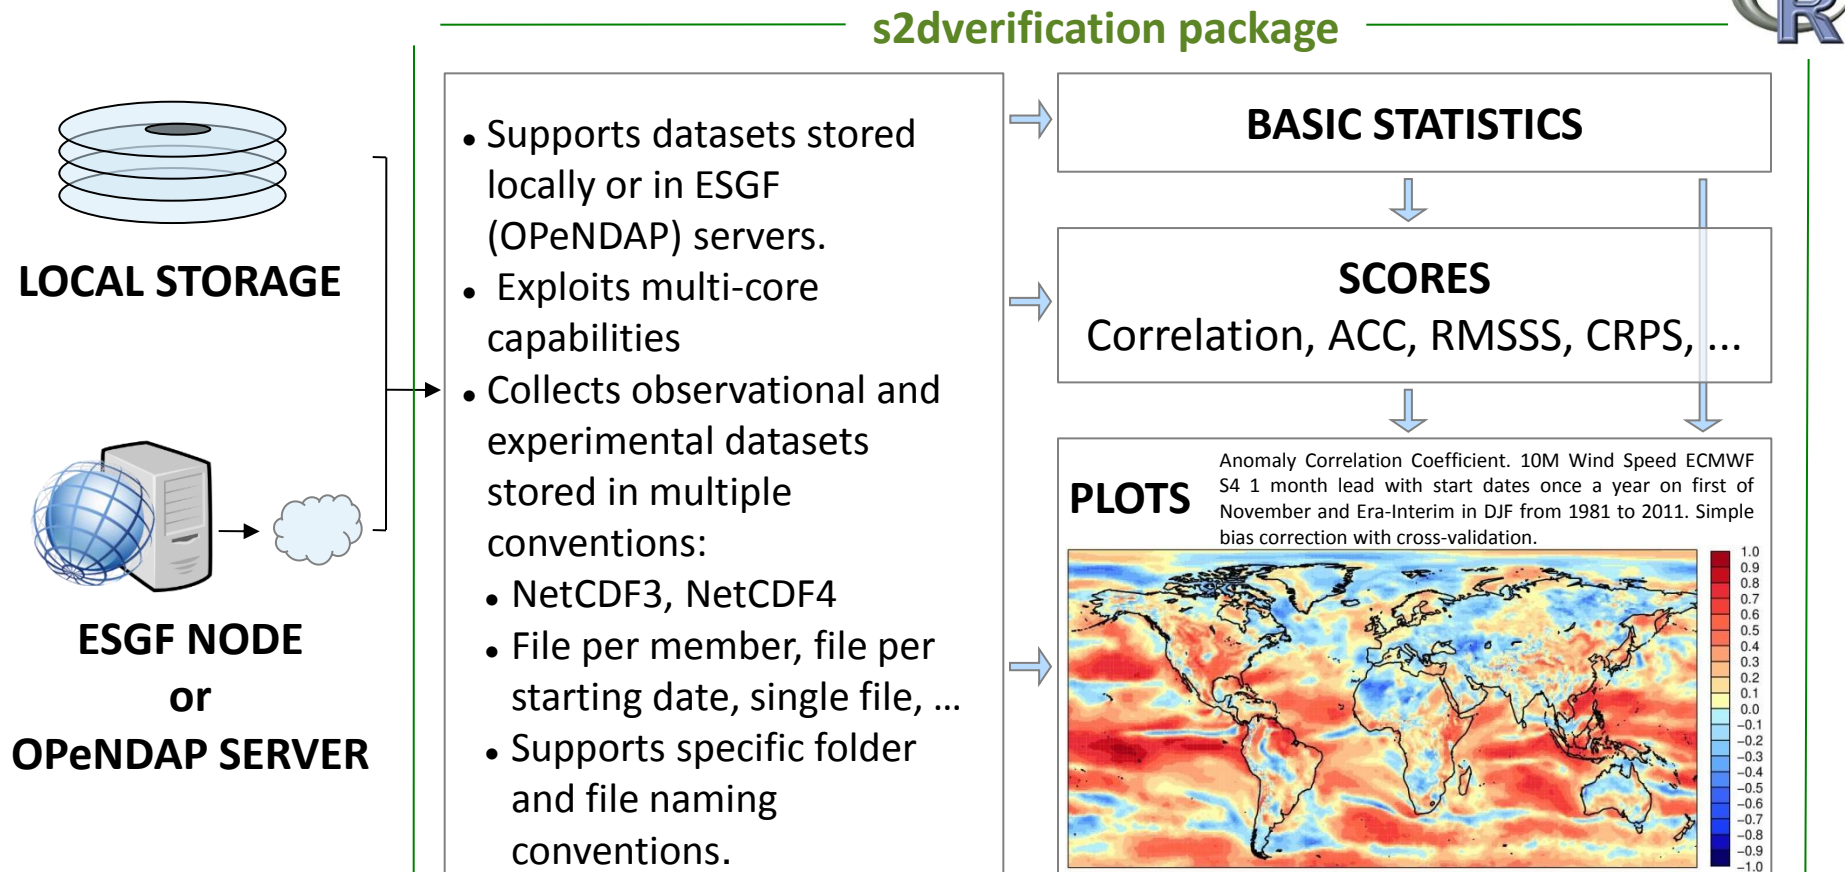 s2dverification package
R
LOCAL STORAGE
ESGF NODE
or
OPeNDAP SERVER
● Supports datasets stored
locally or in ESGF
(OPeNDAP) servers.
● Exploits multi-core
capabilities
● Collects observational and
experimental datasets
stored in multiple
conventions:
● NetCDF3, NetCDF4
● File per member, file per
starting date, single file, ...
● Supports specific folder
and file naming
conventions.
BASIC STATISTICS
SCORES
Correlation, ACC, RMSSS, CRPS, ...
PLOTS
Anomaly Correlation Coefficient. 10M Wind Speed ECMWF
S4 1 month lead with start dates once a year on first of
November and Era-Interim in DJF from 1981 to 2011. Simple
bias correction with cross-validation.
1.0
0.9
0.8
0.7
0.6
0.5
0.4
0.3
0.2
0.1
0.0
−0.1
−0.2
−0.3
−0.4
−0.5
−0.6
−0.7
−0.8
−0.9
−1.0